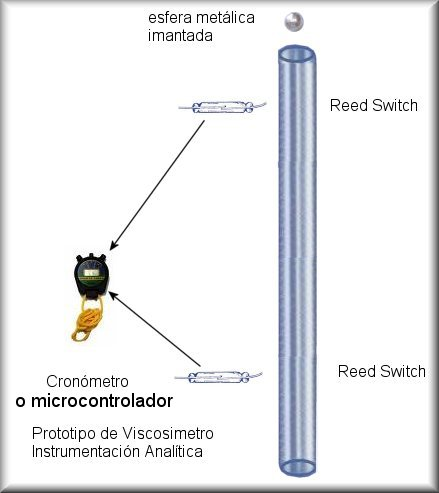 esfera metálica
imantada
Reed Switch
Reed Switch
Cronómetro
o microcontrolador
Prototipo de Viscosimetro
Instrumentación Analítica